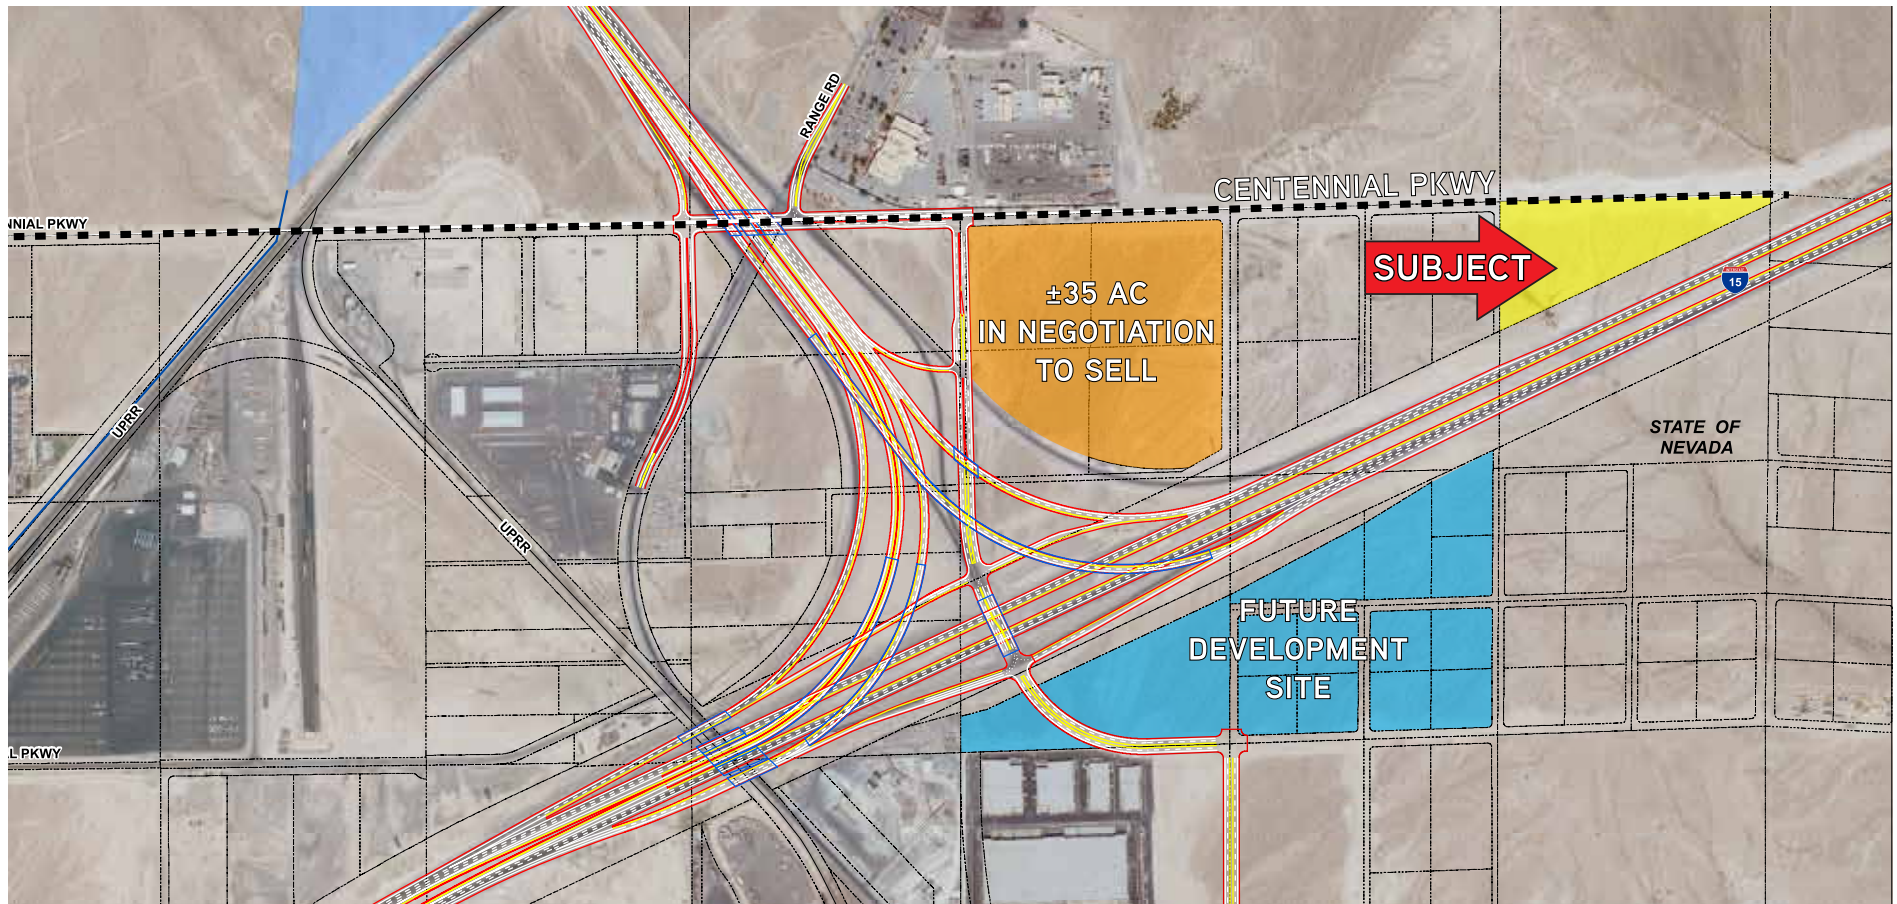 RANGE RD
CENTENNIAL PKWY
NNIAL PKWY
SUBJECT
15
±35 AC
IN NEGOTIATION
TO SELL
UPRR
STATE OF
NEVADA
UPRR
FUTURE
DEVELOPMENT
SITE
L PKWY